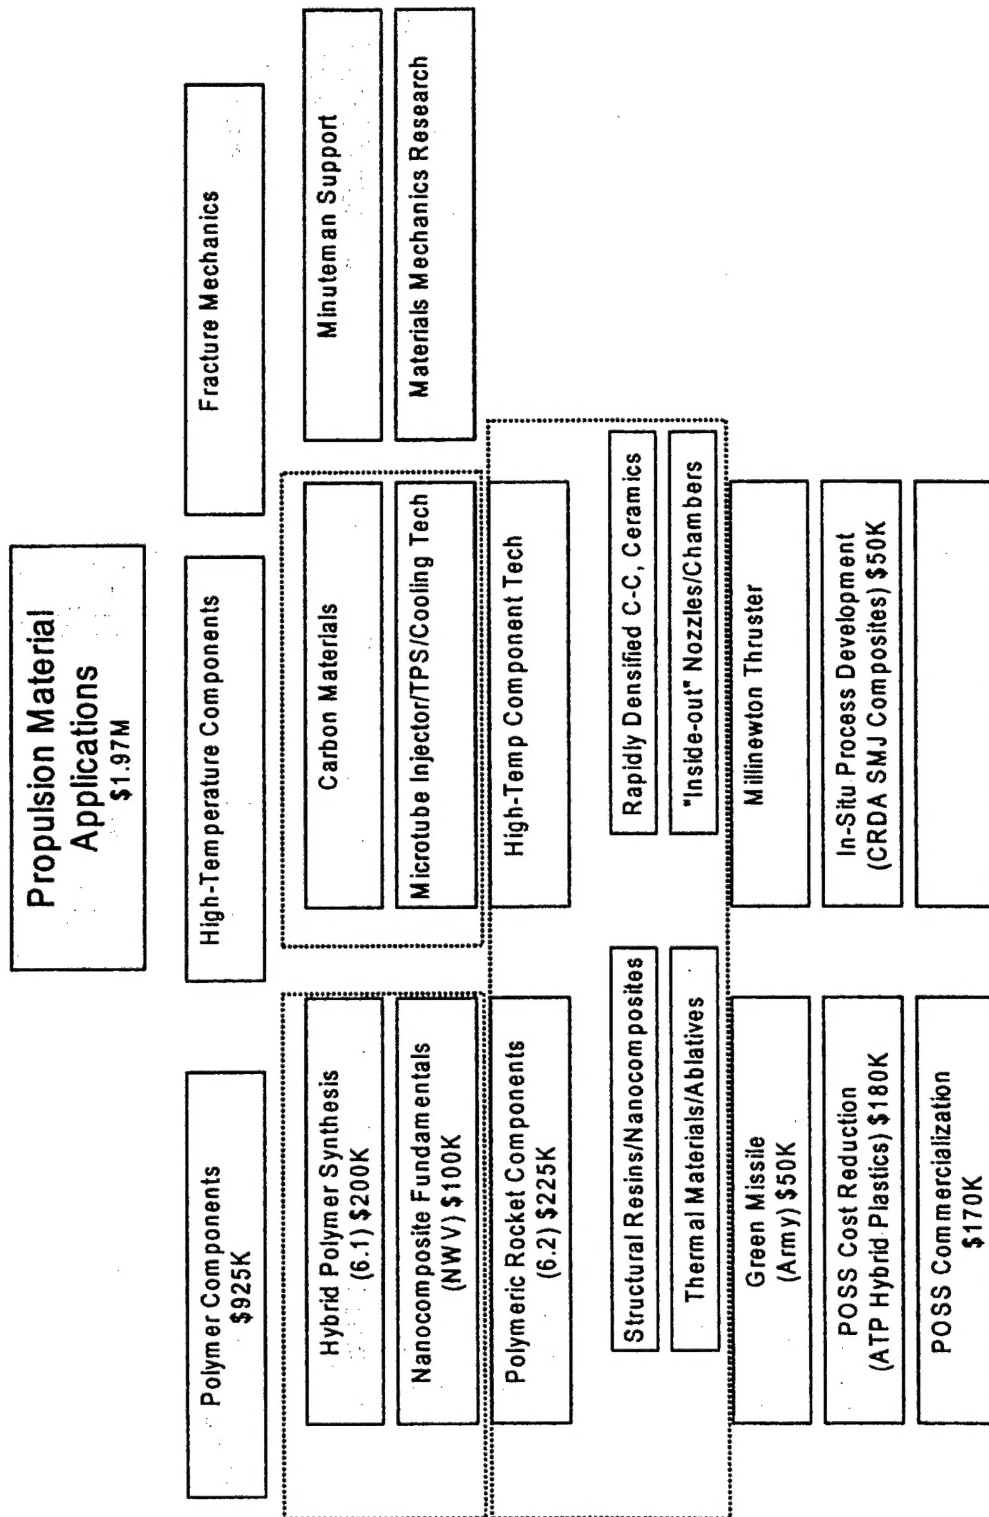 Propulsion Material
Applications
$1.97M
Polymer Components
$925K
High-Temperature Components
Fracture Mechanics
Hybrid Polymer Synthesis
(6.1) $200K
Nanocomposite Fundamentals
(NWV) $100K
Polymeric Rocket Components
(6.2) $225K
Structural Resins/Nanocomposites
Thermal Materials/Ablatives
Green Missile
(Army) $50K
POSS Cost Reduction
(ATP Hybrid Plastics) $180K
POSS Commercialization
$170K
Carbon Materials
Microtube Injector/TPS/Cooling Tech
High-Temp Component Tech
Rapidly Densified C-C, Ceramics
"Inside-out" Nozzles/Chambers
Millinewton Thruster
In-Situ Process Development
(CRDA SMJ Composites) $50K
Minuteman Support
Materials Mechanics Research